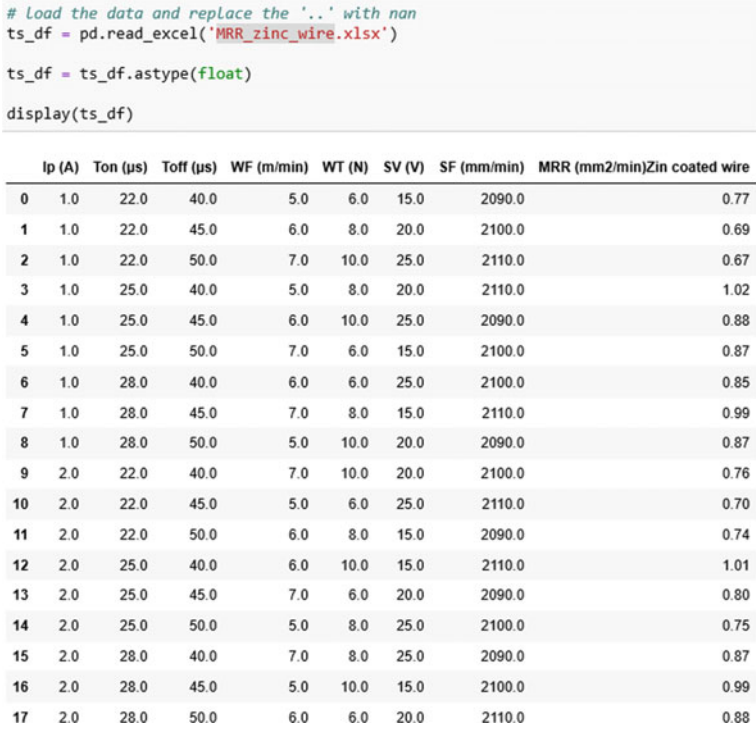 # load the data and replace the '..' with nan
ts_df = pd.read_excel('MRR_zinc_wire.xlsx')
ts_df = ts_df.astype(float)
display(ts_df)
Ip (A) Ton (µs) Toff (µs) WF (m/min) WT (N) SV (V) SF (mm/min) MRR (mm2/min)Zin coated wire
0 1.0 22.0 40.0 5.0 6.0 15.0 2090.0 0.77
1 1.0 22.0 45.0 6.0 8.0 20.0 2100.0 0.69
2 1.0 22.0 50.0 7.0 10.0 25.0 2110.0 0.67
3 1.0 25.0 40.0 5.0 8.0 20.0 2110.0 1.02
4 1.0 25.0 45.0 6.0 10.0 25.0 2090.0 0.88
5 1.0 25.0 50.0 7.0 6.0 15.0 2100.0 0.87
6 1.0 28.0 40.0 6.0 6.0 25.0 2100.0 0.85
7 1.0 28.0 45.0 7.0 8.0 15.0 2110.0 0.99
8 1.0 28.0 50.0 5.0 10.0 20.0 2090.0 0.87
9 2.0 22.0 40.0 7.0 10.0 20.0 2100.0 0.76
10 2.0 22.0 45.0 5.0 6.0 25.0 2110.0 0.70
11 2.0 22.0 50.0 6.0 8.0 15.0 2090.0 0.74
12 2.0 25.0 40.0 6.0 10.0 15.0 2110.0 1.01
13 2.0 25.0 45.0 7.0 6.0 20.0 2090.0 0.80
14 2.0 25.0 50.0 5.0 8.0 25.0 2100.0 0.75
15 2.0 28.0 40.0 7.0 8.0 25.0 2090.0 0.87
16 2.0 28.0 45.0 5.0 10.0 15.0 2100.0 0.99
17 2.0 28.0 50.0 6.0 6.0 20.0 2110.0 0.88